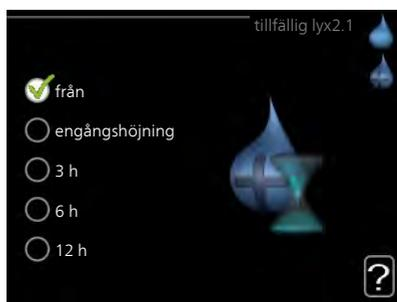 tillfällig lyx2.1
från
engångshöjning
3 h
6 h
12 h
?